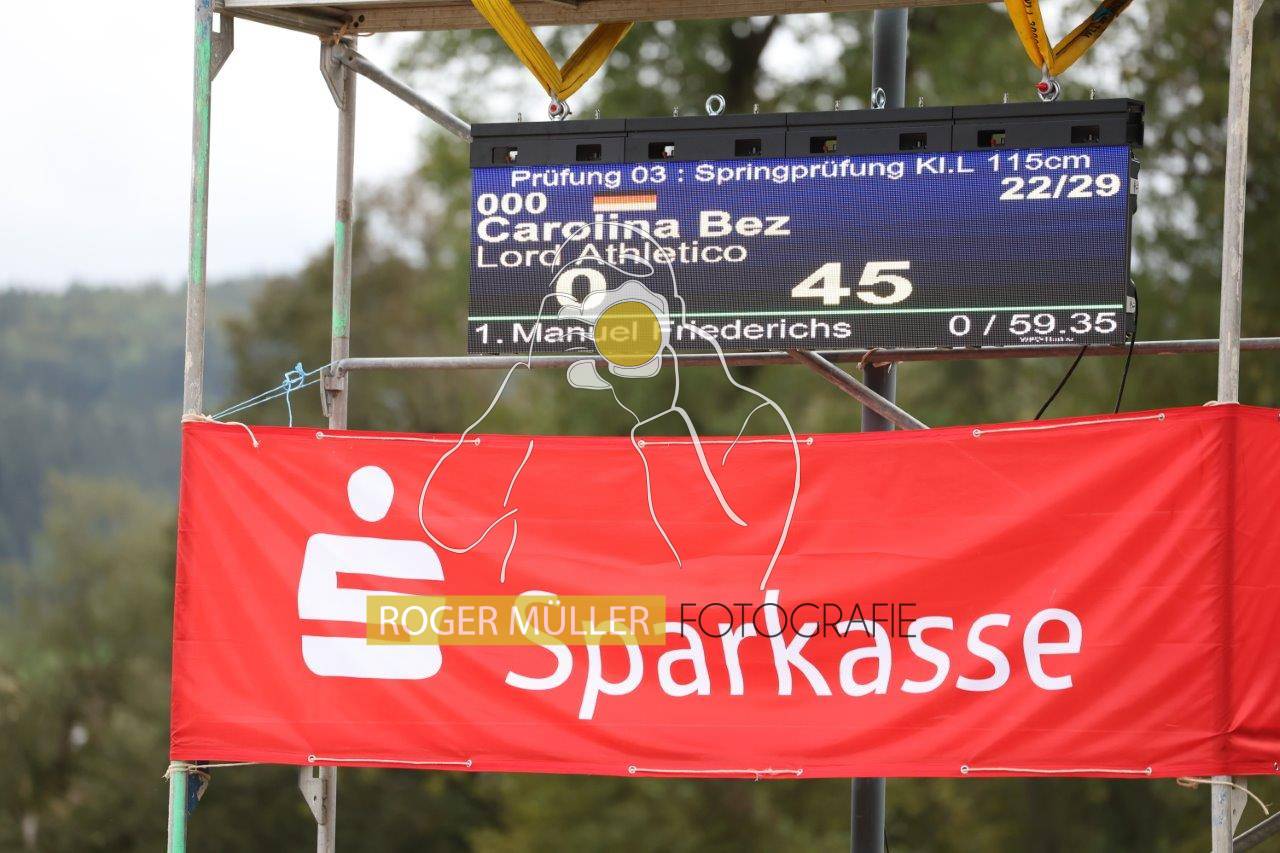 Prüfung 03 : Springprüfung Kl.L 115cm
000 22/29
Carolina Bez
Lord Athletico
0 45
1. Manuel Friederichs 0 / 59.35
Sparkasse
ROGER MÜLLER FOTOGRAFIE